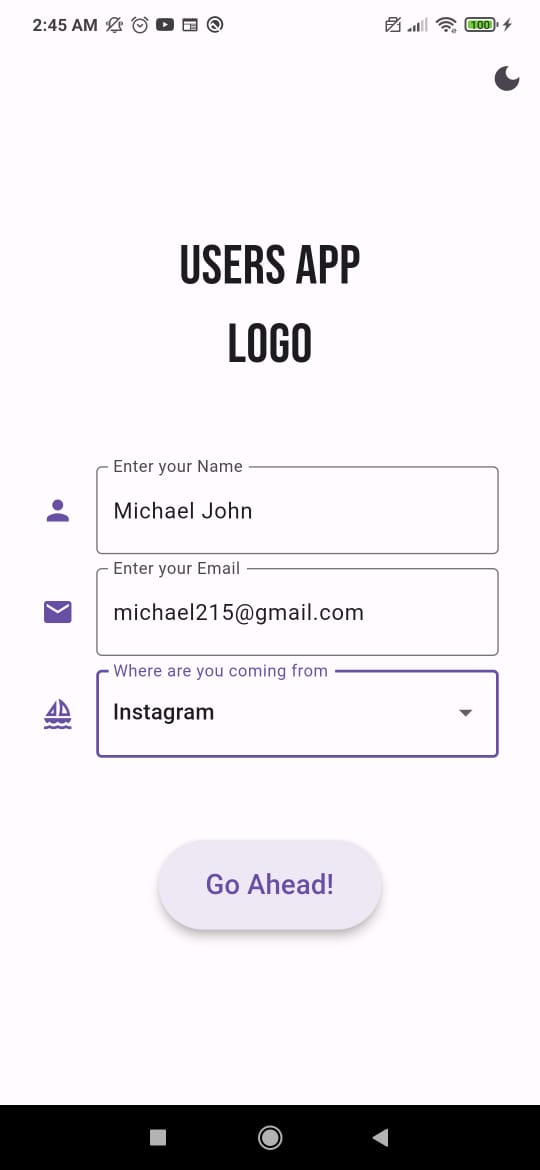 2:45 AM
100
USERS APP
LOGO
Enter your Name
Michael John
Enter your Email
michael215@gmail.com
Where are you coming from
Instagram
Go Ahead!